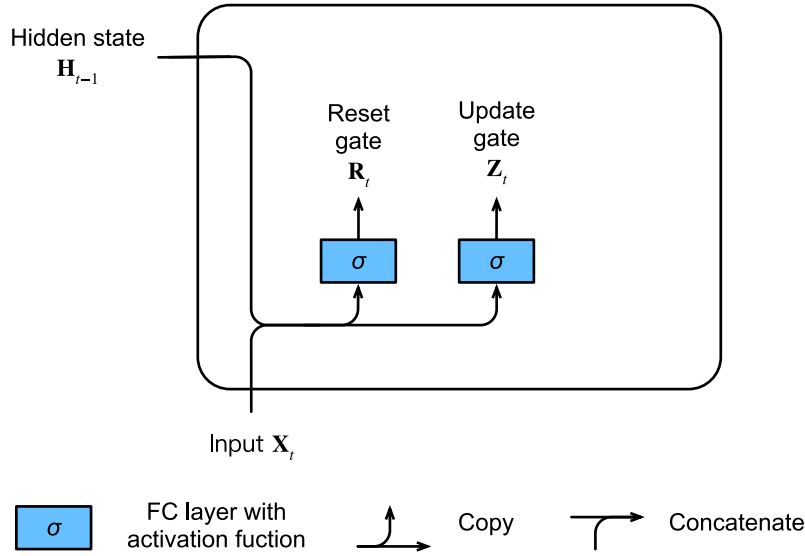 Hidden state
H_{t−1}
Reset
gate
R_t
Update
gate
Z_t
σ
σ
Input X_t
σ
FC layer with
activation fuction
Copy
Concatenate